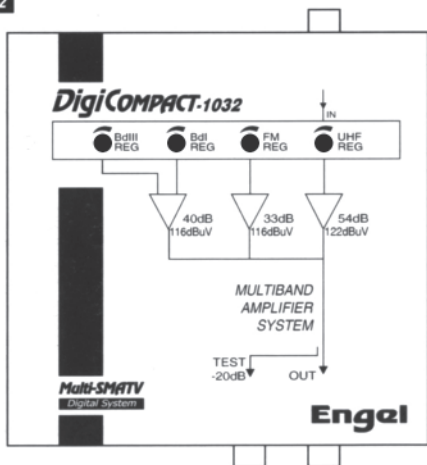 2
DigiCOMPACT-1032
IN
BdIII REG
BdI REG
FM REG
UHF REG
40dB
116dBuV
33dB
116dBuV
54dB
122dBuV
MULTIBAND
AMPLIFIER
SYSTEM
TEST
-20dB
OUT
Multi-SMATV
Digital System
Engel